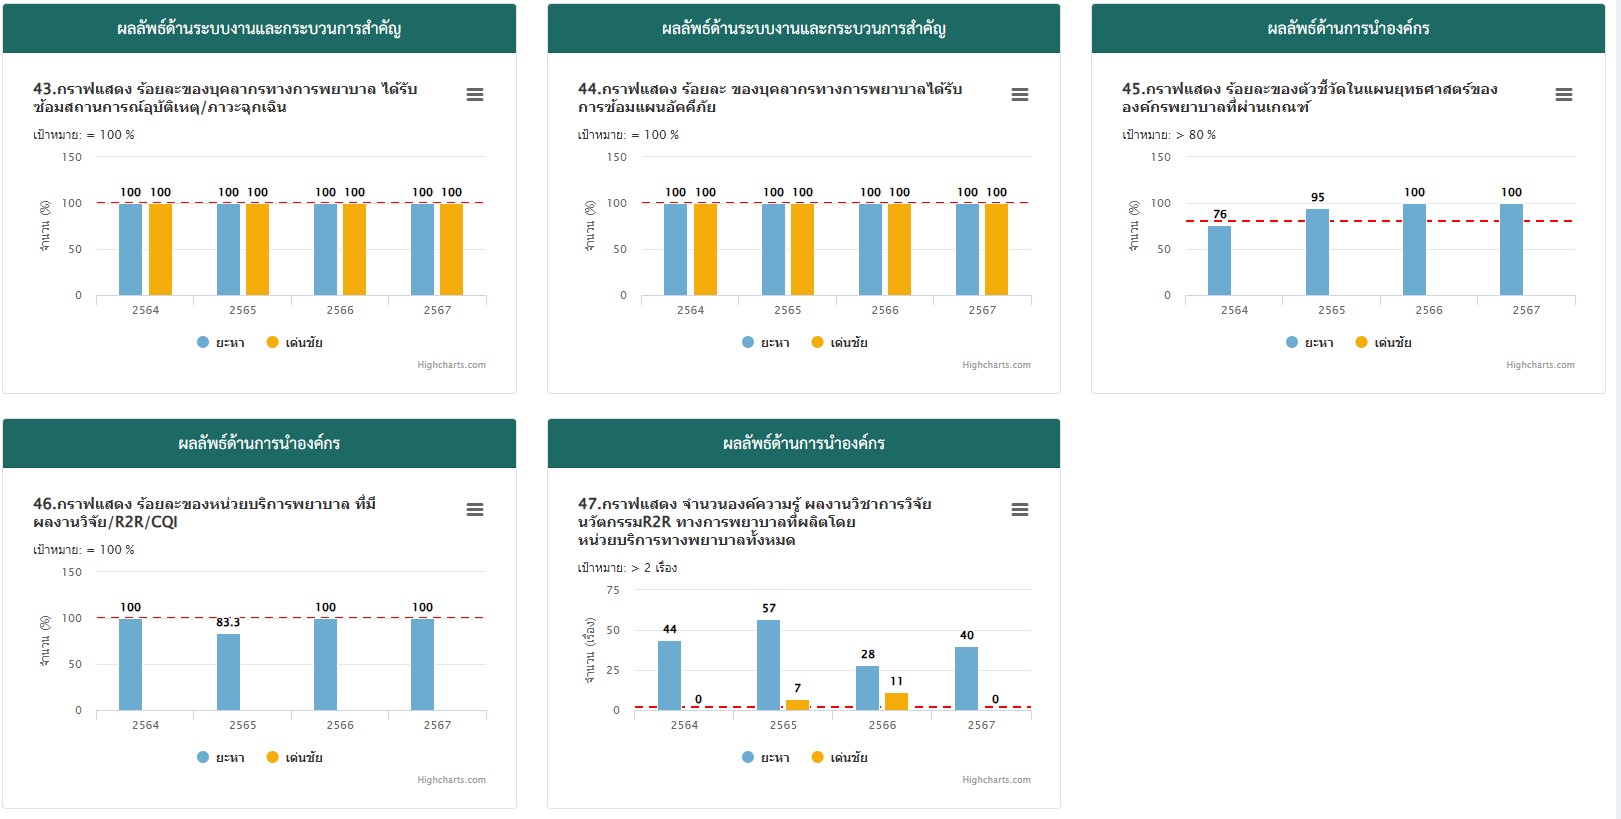 ผลลัพธ์ด้านระบบงานและกระบวนการสำคัญ
43.กราฟแสดง ร้อยละของบุคลากรทางการพยาบาล ได้รับ
ซ้อมสถานการณ์อุบัติเหตุ/ภาวะฉุกเฉิน
เป้าหมาย: = 100 %
จำนวน (%)
150
100
50
0
100 100 100 100 100 100 100 100
2564 2565 2566 2567
ยะหา เด่นชัย
Highcharts.com
ผลลัพธ์ด้านระบบงานและกระบวนการสำคัญ
44.กราฟแสดง ร้อยละ ของบุคลากรทางการพยาบาลได้รับ
การซ้อมแผนอัคคีภัย
เป้าหมาย: = 100 %
จำนวน (%)
150
100
50
0
100 100 100 100 100 100 100 100
2564 2565 2566 2567
ยะหา เด่นชัย
Highcharts.com
ผลลัพธ์ด้านการนำองค์กร
45.กราฟแสดง ร้อยละของตัวชี้วัดในแผนยุทธศาสตร์ของ
องค์กรพยาบาลที่ผ่านเกณฑ์
เป้าหมาย: > 80 %
จำนวน (%)
150
100
50
0
76 95 100 100
2564 2565 2566 2567
ยะหา เด่นชัย
Highcharts.com
ผลลัพธ์ด้านการนำองค์กร
46.กราฟแสดง ร้อยละของหน่วยบริการพยาบาล ที่มี
ผลงานวิจัย/R2R/CQI
เป้าหมาย: = 100 %
จำนวน (%)
150
100
50
0
100 83.3 100 100
2564 2565 2566 2567
ยะหา เด่นชัย
Highcharts.com
ผลลัพธ์ด้านการนำองค์กร
47.กราฟแสดง จำนวนองค์ความรู้ ผลงานวิชาการวิจัย
นวัตกรรมR2R ทางการพยาบาลที่ผลิตโดย
หน่วยบริการทางพยาบาลทั้งหมด
เป้าหมาย: > 2 เรื่อง
จำนวน (เรื่อง)
75
50
25
0
44 0 57 7 28 11 40 0
2564 2565 2566 2567
ยะหา เด่นชัย
Highcharts.com